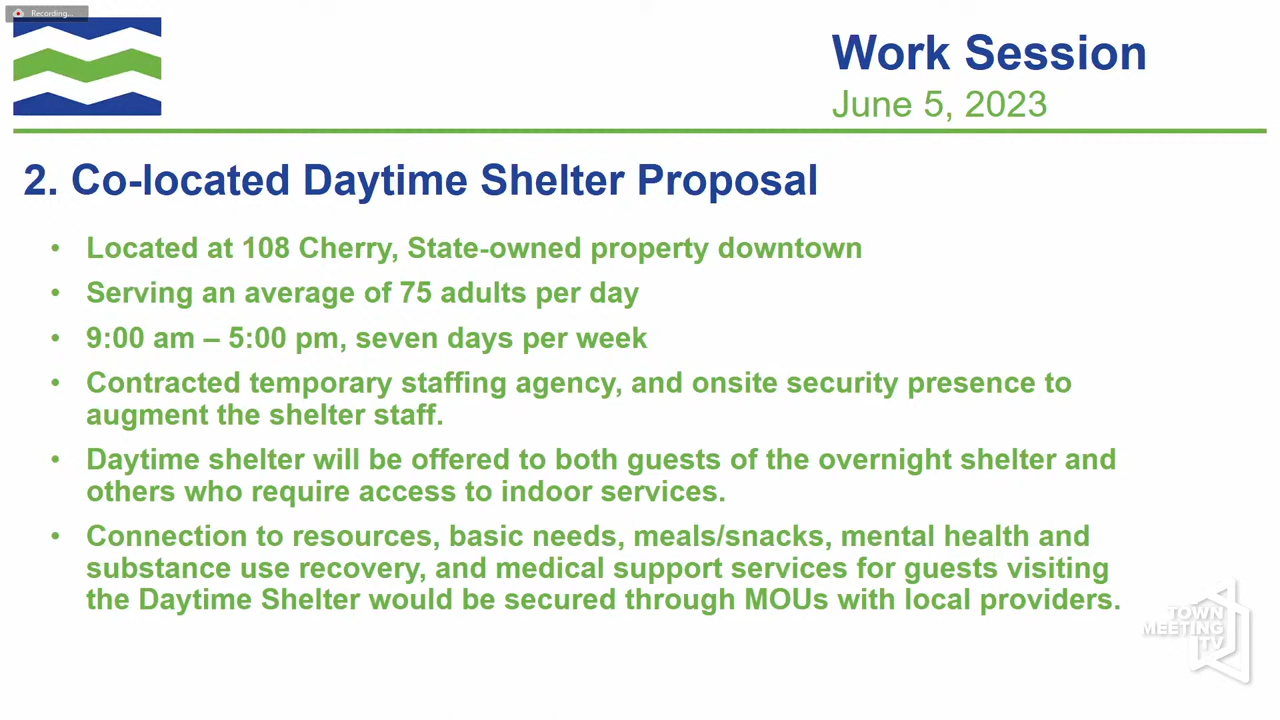 Recording...
Work Session
June 5, 2023
2. Co-located Daytime Shelter Proposal
• Located at 108 Cherry, State-owned property downtown
• Serving an average of 75 adults per day
• 9:00 am – 5:00 pm, seven days per week
• Contracted temporary staffing agency, and onsite security presence to
augment the shelter staff.
• Daytime shelter will be offered to both guests of the overnight shelter and
others who require access to indoor services.
• Connection to resources, basic needs, meals/snacks, mental health and
substance use recovery, and medical support services for guests visiting
the Daytime Shelter would be secured through MOUs with local providers.
TOWN
MEETING
TV